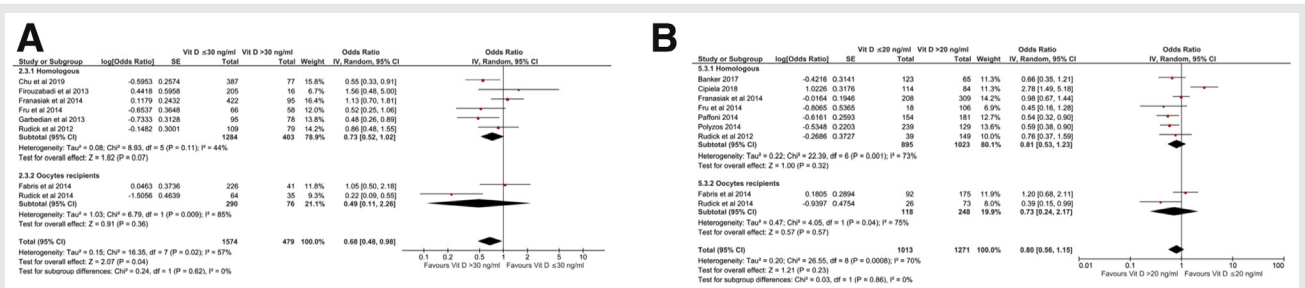 A
Vit D ≤30 ng/ml Vit D >30 ng/ml Odds Ratio Odds Ratio
Study or Subgroup log[Odds Ratio] SE Total Total Weight IV, Random, 95% CI IV, Random, 95% CI
2.3.1 Homologous
Chu et al 2019 -0.5953 0.2574 387 77 15.8% 0.55 [0.33, 0.91]
Firouzabadi et al 2013 0.4418 0.5958 205 16 6.4% 1.56 [0.48, 5.00]
Franasiak et al 2014 0.1179 0.2432 422 95 16.4% 1.13 [0.70, 1.81]
Fru et al 2014 -0.6537 0.3648 66 58 12.0% 0.52 [0.25, 1.06]
Garbedian et al 2013 -0.7333 0.3128 95 78 13.8% 0.48 [0.26, 0.89]
Rudick et al 2012 -0.1482 0.3001 109 79 14.2% 0.86 [0.48, 1.55]
Subtotal (95% CI) 1284 403 78.9% 0.73 [0.52, 1.02]
Heterogeneity: Tau² = 0.08; Chi² = 8.93, df = 5 (P = 0.11); I² = 44%
Test for overall effect: Z = 1.82 (P = 0.07)
2.3.2 Oocytes recipients
Fabris et al 2014 0.0463 0.3736 226 41 11.8% 1.05 [0.50, 2.18]
Rudick et al 2014 -1.5056 0.4639 64 35 9.3% 0.22 [0.09, 0.55]
Subtotal (95% CI) 290 76 21.1% 0.49 [0.11, 2.26]
Heterogeneity: Tau² = 1.03; Chi² = 6.79, df = 1 (P = 0.009); I² = 85%
Test for overall effect: Z = 0.91 (P = 0.36)
Total (95% CI) 1574 479 100.0% 0.68 [0.48, 0.98]
Heterogeneity: Tau² = 0.15; Chi² = 16.35, df = 7 (P = 0.02); I² = 57%
Test for overall effect: Z = 2.07 (P = 0.04)
Test for subgroup differences: Chi² = 0.24, df = 1 (P = 0.62), I² = 0%
0.1 0.2 0.5 1 2 5 10
Favours Vit D >30 ng/ml Favours Vit D ≤30 ng/ml
B
Vit D ≤20 ng/ml Vit D >20 ng/ml Odds Ratio Odds Ratio
Study or Subgroup log[Odds Ratio] SE Total Total Weight IV, Random, 95% CI IV, Random, 95% CI
5.3.1 Homologous
Banker 2017 -0.4216 0.3141 123 65 11.3% 0.66 [0.35, 1.21]
Cipiela 2018 1.0226 0.3176 114 84 11.3% 2.78 [1.49, 5.18]
Franasiak et al 2014 -0.0164 0.1946 208 309 14.2% 0.98 [0.67, 1.44]
Fru et al 2014 -0.8065 0.5365 18 106 6.4% 0.45 [0.16, 1.28]
Paffoni 2014 -0.6161 0.2593 154 181 12.5% 0.54 [0.32, 0.90]
Polyzos 2014 -0.5348 0.2203 239 129 13.5% 0.59 [0.38, 0.90]
Rudick et al 2012 -0.2686 0.3727 39 149 10.0% 0.76 [0.37, 1.59]
Subtotal (95% CI) 895 1023 80.1% 0.81 [0.53, 1.23]
Heterogeneity: Tau² = 0.22; Chi² = 22.39, df = 6 (P = 0.001); I² = 73%
Test for overall effect: Z = 1.00 (P = 0.32)
5.3.2 Oocytes recipients
Fabris et al 2014 0.1805 0.2894 92 175 11.9% 1.20 [0.68, 2.11]
Rudick et al 2014 -0.9397 0.4754 26 73 8.0% 0.39 [0.15, 0.99]
Subtotal (95% CI) 118 248 19.9% 0.73 [0.24, 2.17]
Heterogeneity: Tau² = 0.47; Chi² = 4.05, df = 1 (P = 0.04); I² = 75%
Test for overall effect: Z = 0.57 (P = 0.57)
Total (95% CI) 1013 1271 100.0% 0.80 [0.56, 1.15]
Heterogeneity: Tau² = 0.20; Chi² = 26.55, df = 8 (P = 0.0008); I² = 70%
Test for overall effect: Z = 1.21 (P = 0.23)
Test for subgroup differences: Chi² = 0.03, df = 1 (P = 0.86), I² = 0%
0.01 0.1 1 10 100
Favours Vit D >20 ng/ml Favours Vit D ≤20 ng/ml